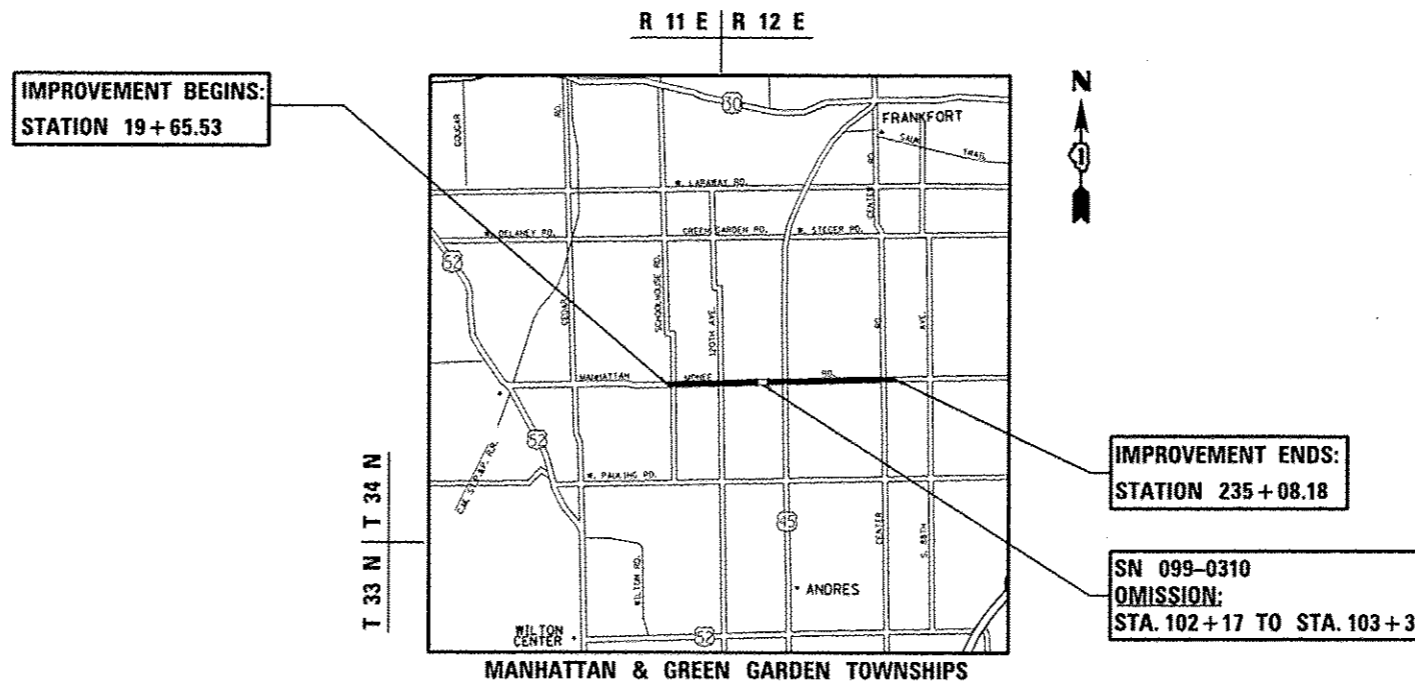 R 11 E R 12 E
IMPROVEMENT BEGINS:
STATION 19+65.53
N
1
30
FRANKFORT
COUGAR
RD.
TRAIL
RD.
W. LARAWAY RD.
CENTER
W. DELANEY RD.
GREEN GARDEN RD.
W. STEGER RD.
52
SCHOOLHOUSE RD.
120TH AVE.
CEDAR
RD.
AVE.
MANHATTAN
MONEE
RD.
52
W. PAULING RD.
IMPROVEMENT ENDS:
STATION 235+08.18
T 33 N T 34 N
45
CENTER
S. 88TH
WILTON RD.
ANDRES
SN 099-0310
OMISSION:
STA. 102+17 TO STA. 103+3
WILTON
CENTER
52
MANHATTAN & GREEN GARDEN TOWNSHIPS